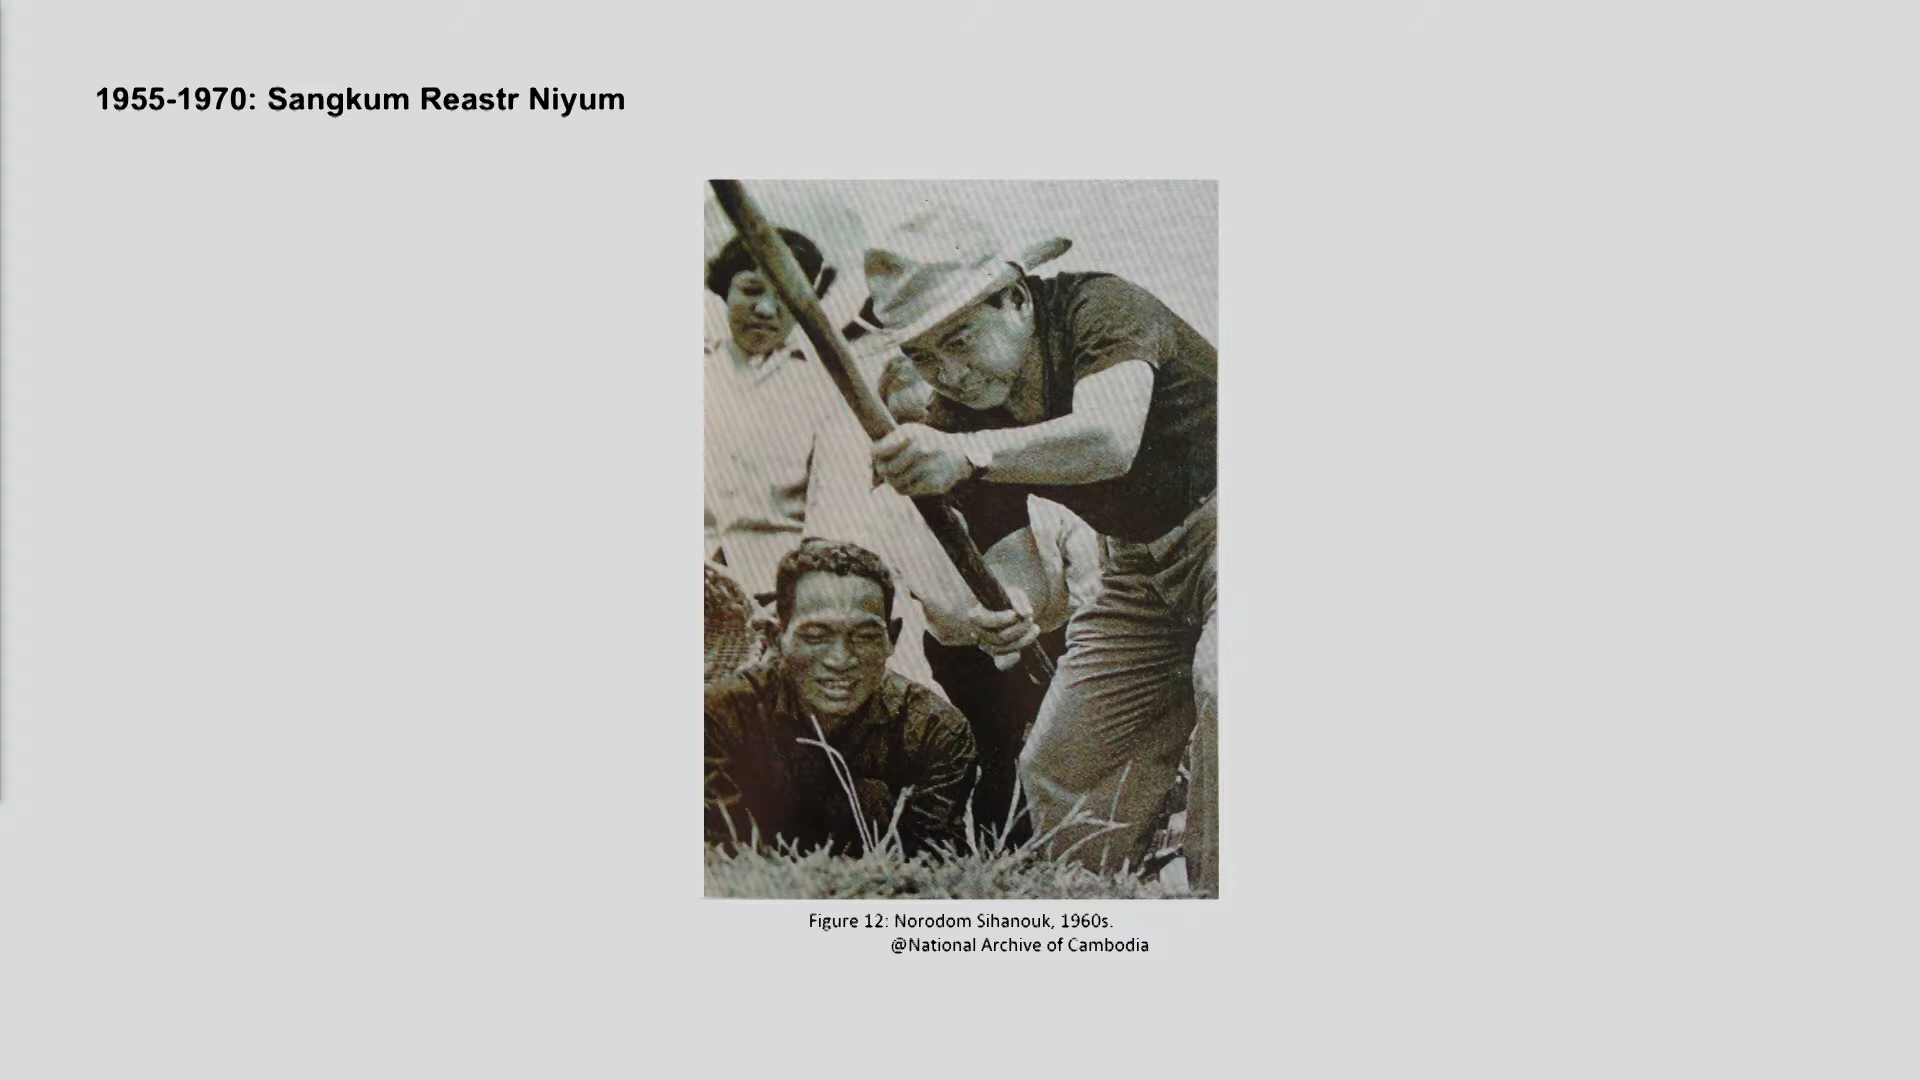 1955-1970: Sangkum Reastr Niyum
Figure 12: Norodom Sihanouk, 1960s.
@National Archive of Cambodia